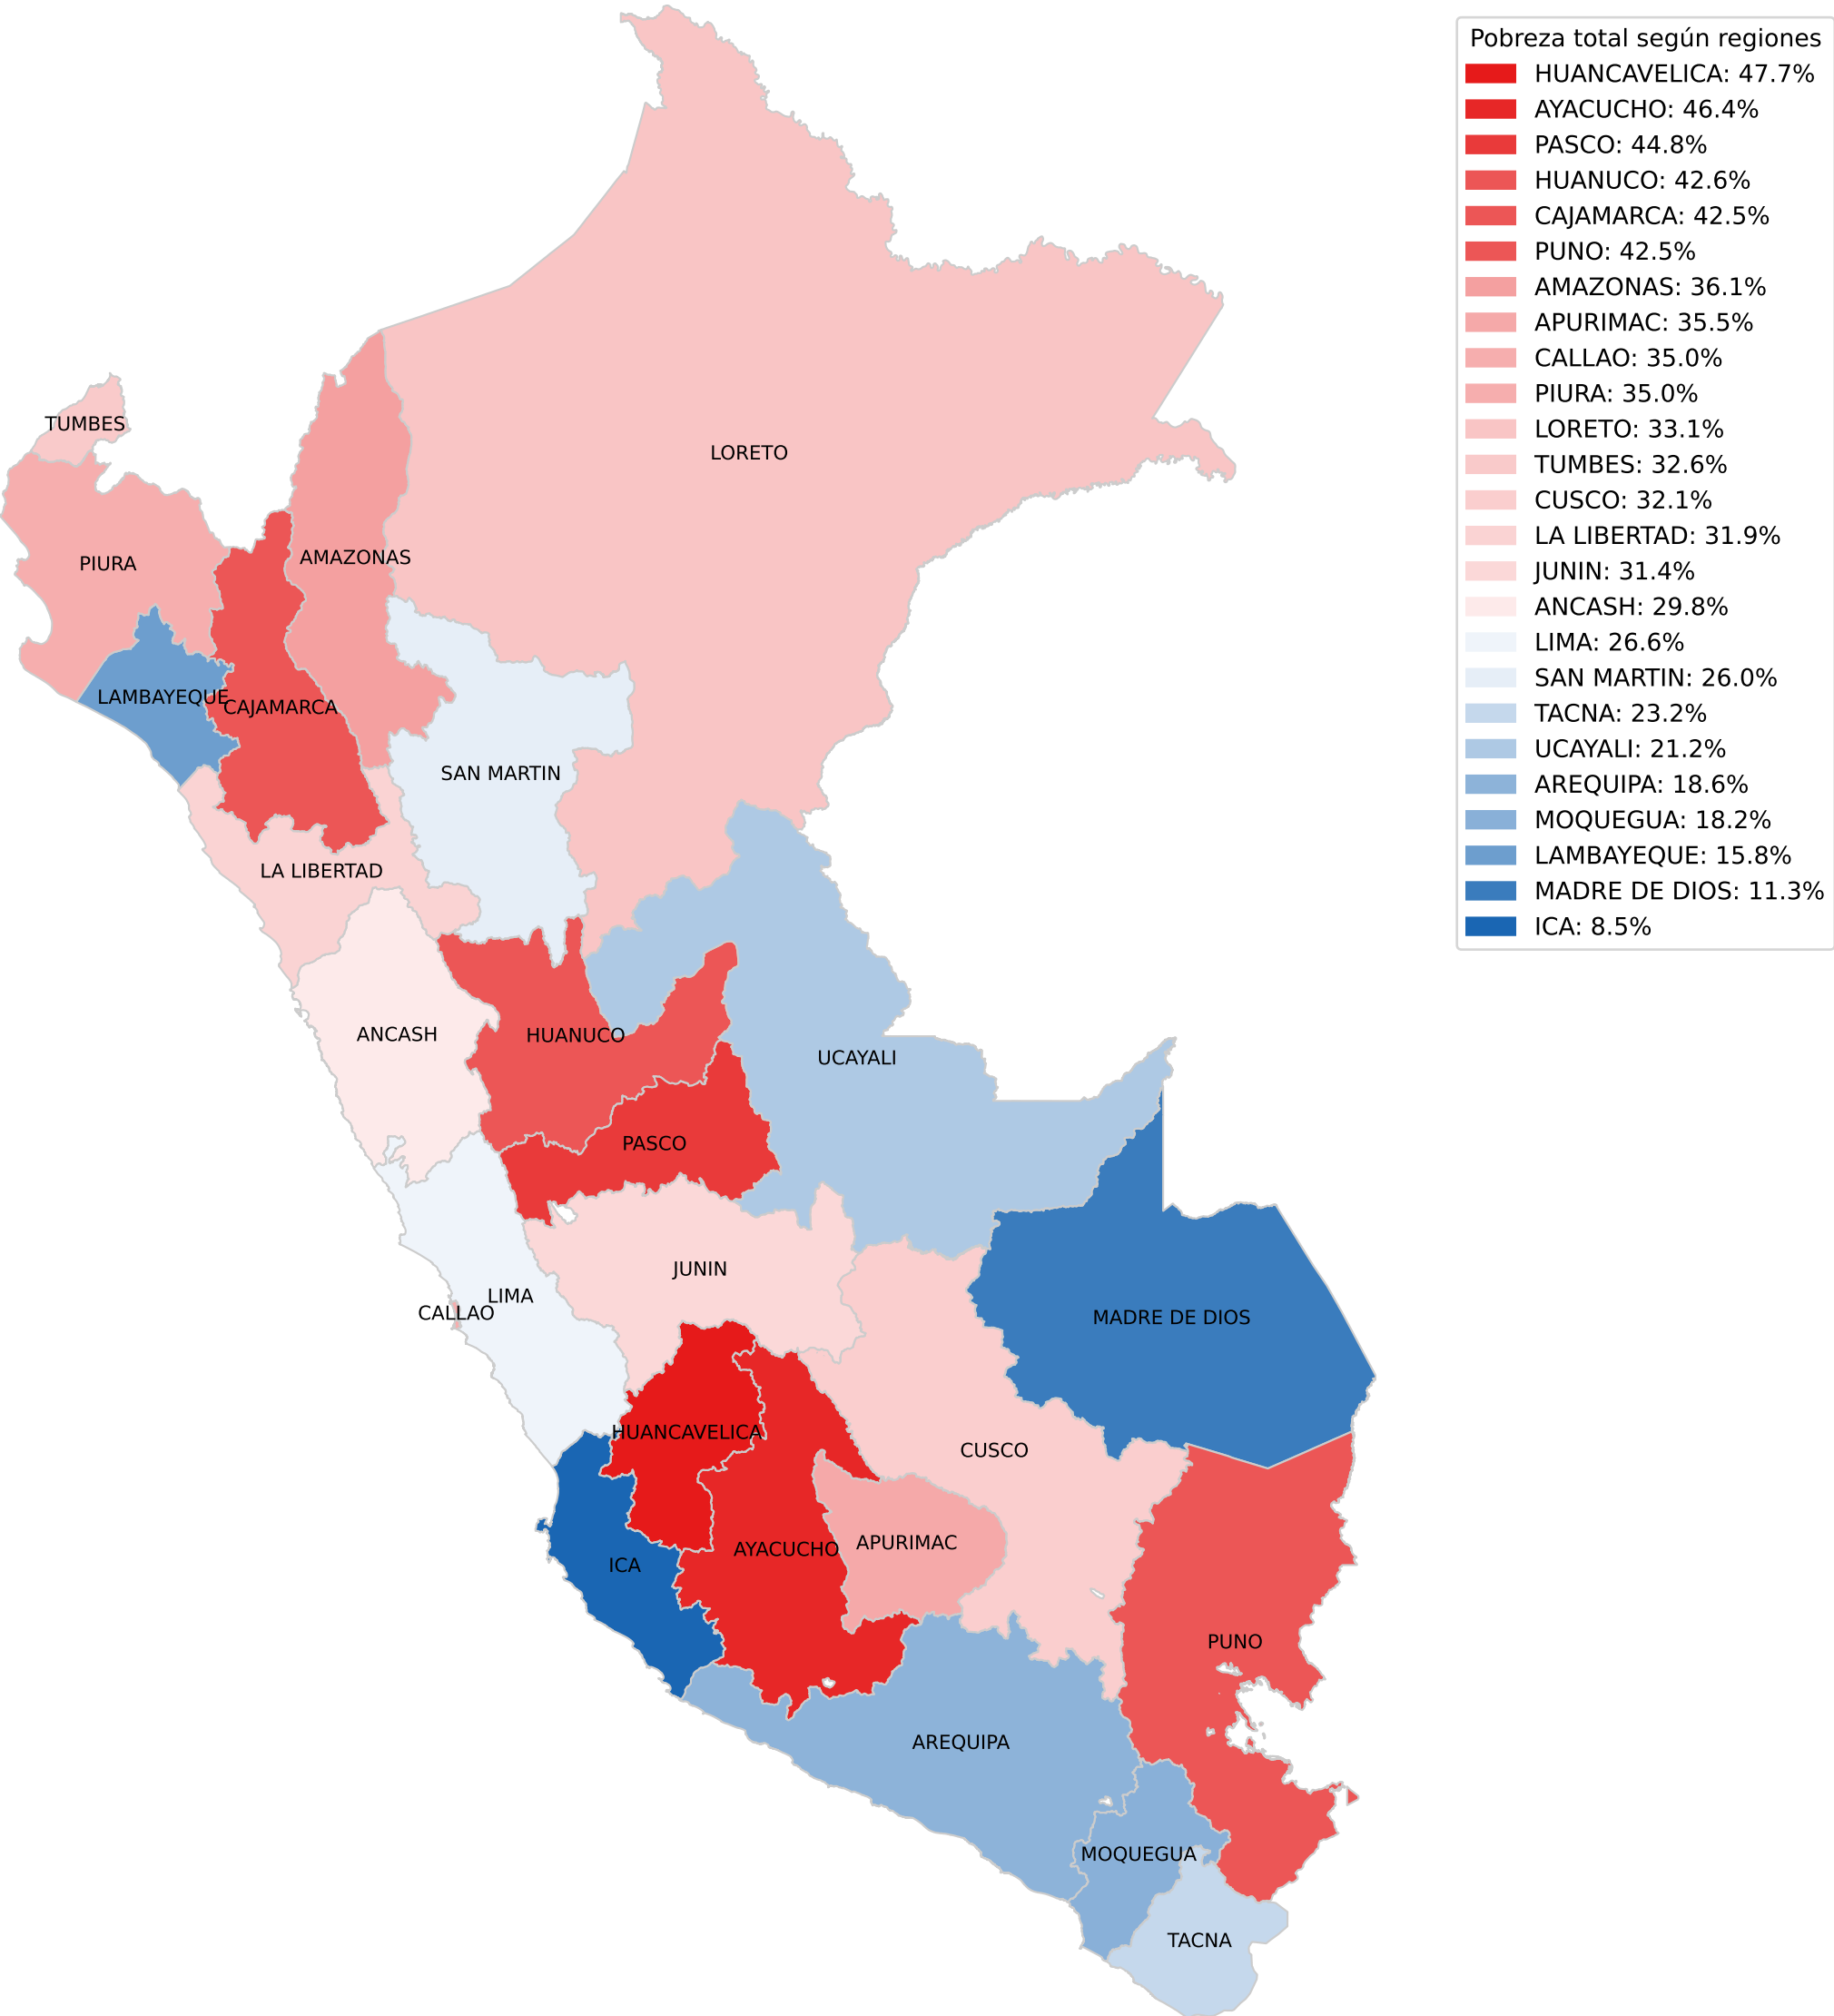 Pobreza total según regiones
HUANCAVELICA: 47.7%
AYACUCHO: 46.4%
PASCO: 44.8%
HUANUCO: 42.6%
CAJAMARCA: 42.5%
PUNO: 42.5%
AMAZONAS: 36.1%
APURIMAC: 35.5%
CALLAO: 35.0%
PIURA: 35.0%
LORETO: 33.1%
TUMBES: 32.6%
CUSCO: 32.1%
LA LIBERTAD: 31.9%
JUNIN: 31.4%
ANCASH: 29.8%
LIMA: 26.6%
SAN MARTIN: 26.0%
TACNA: 23.2%
UCAYALI: 21.2%
AREQUIPA: 18.6%
MOQUEGUA: 18.2%
LAMBAYEQUE: 15.8%
MADRE DE DIOS: 11.3%
ICA: 8.5%
TUMBES
LORETO
AMAZONAS
PIURA
LAMBAYEQUE
CAJAMARCA
SAN MARTIN
LA LIBERTAD
ANCASH
HUANUCO
UCAYALI
PASCO
JUNIN
LIMA
CALLAO
MADRE DE DIOS
HUANCAVELICA
CUSCO
APURIMAC
AYACUCHO
ICA
PUNO
AREQUIPA
MOQUEGUA
TACNA